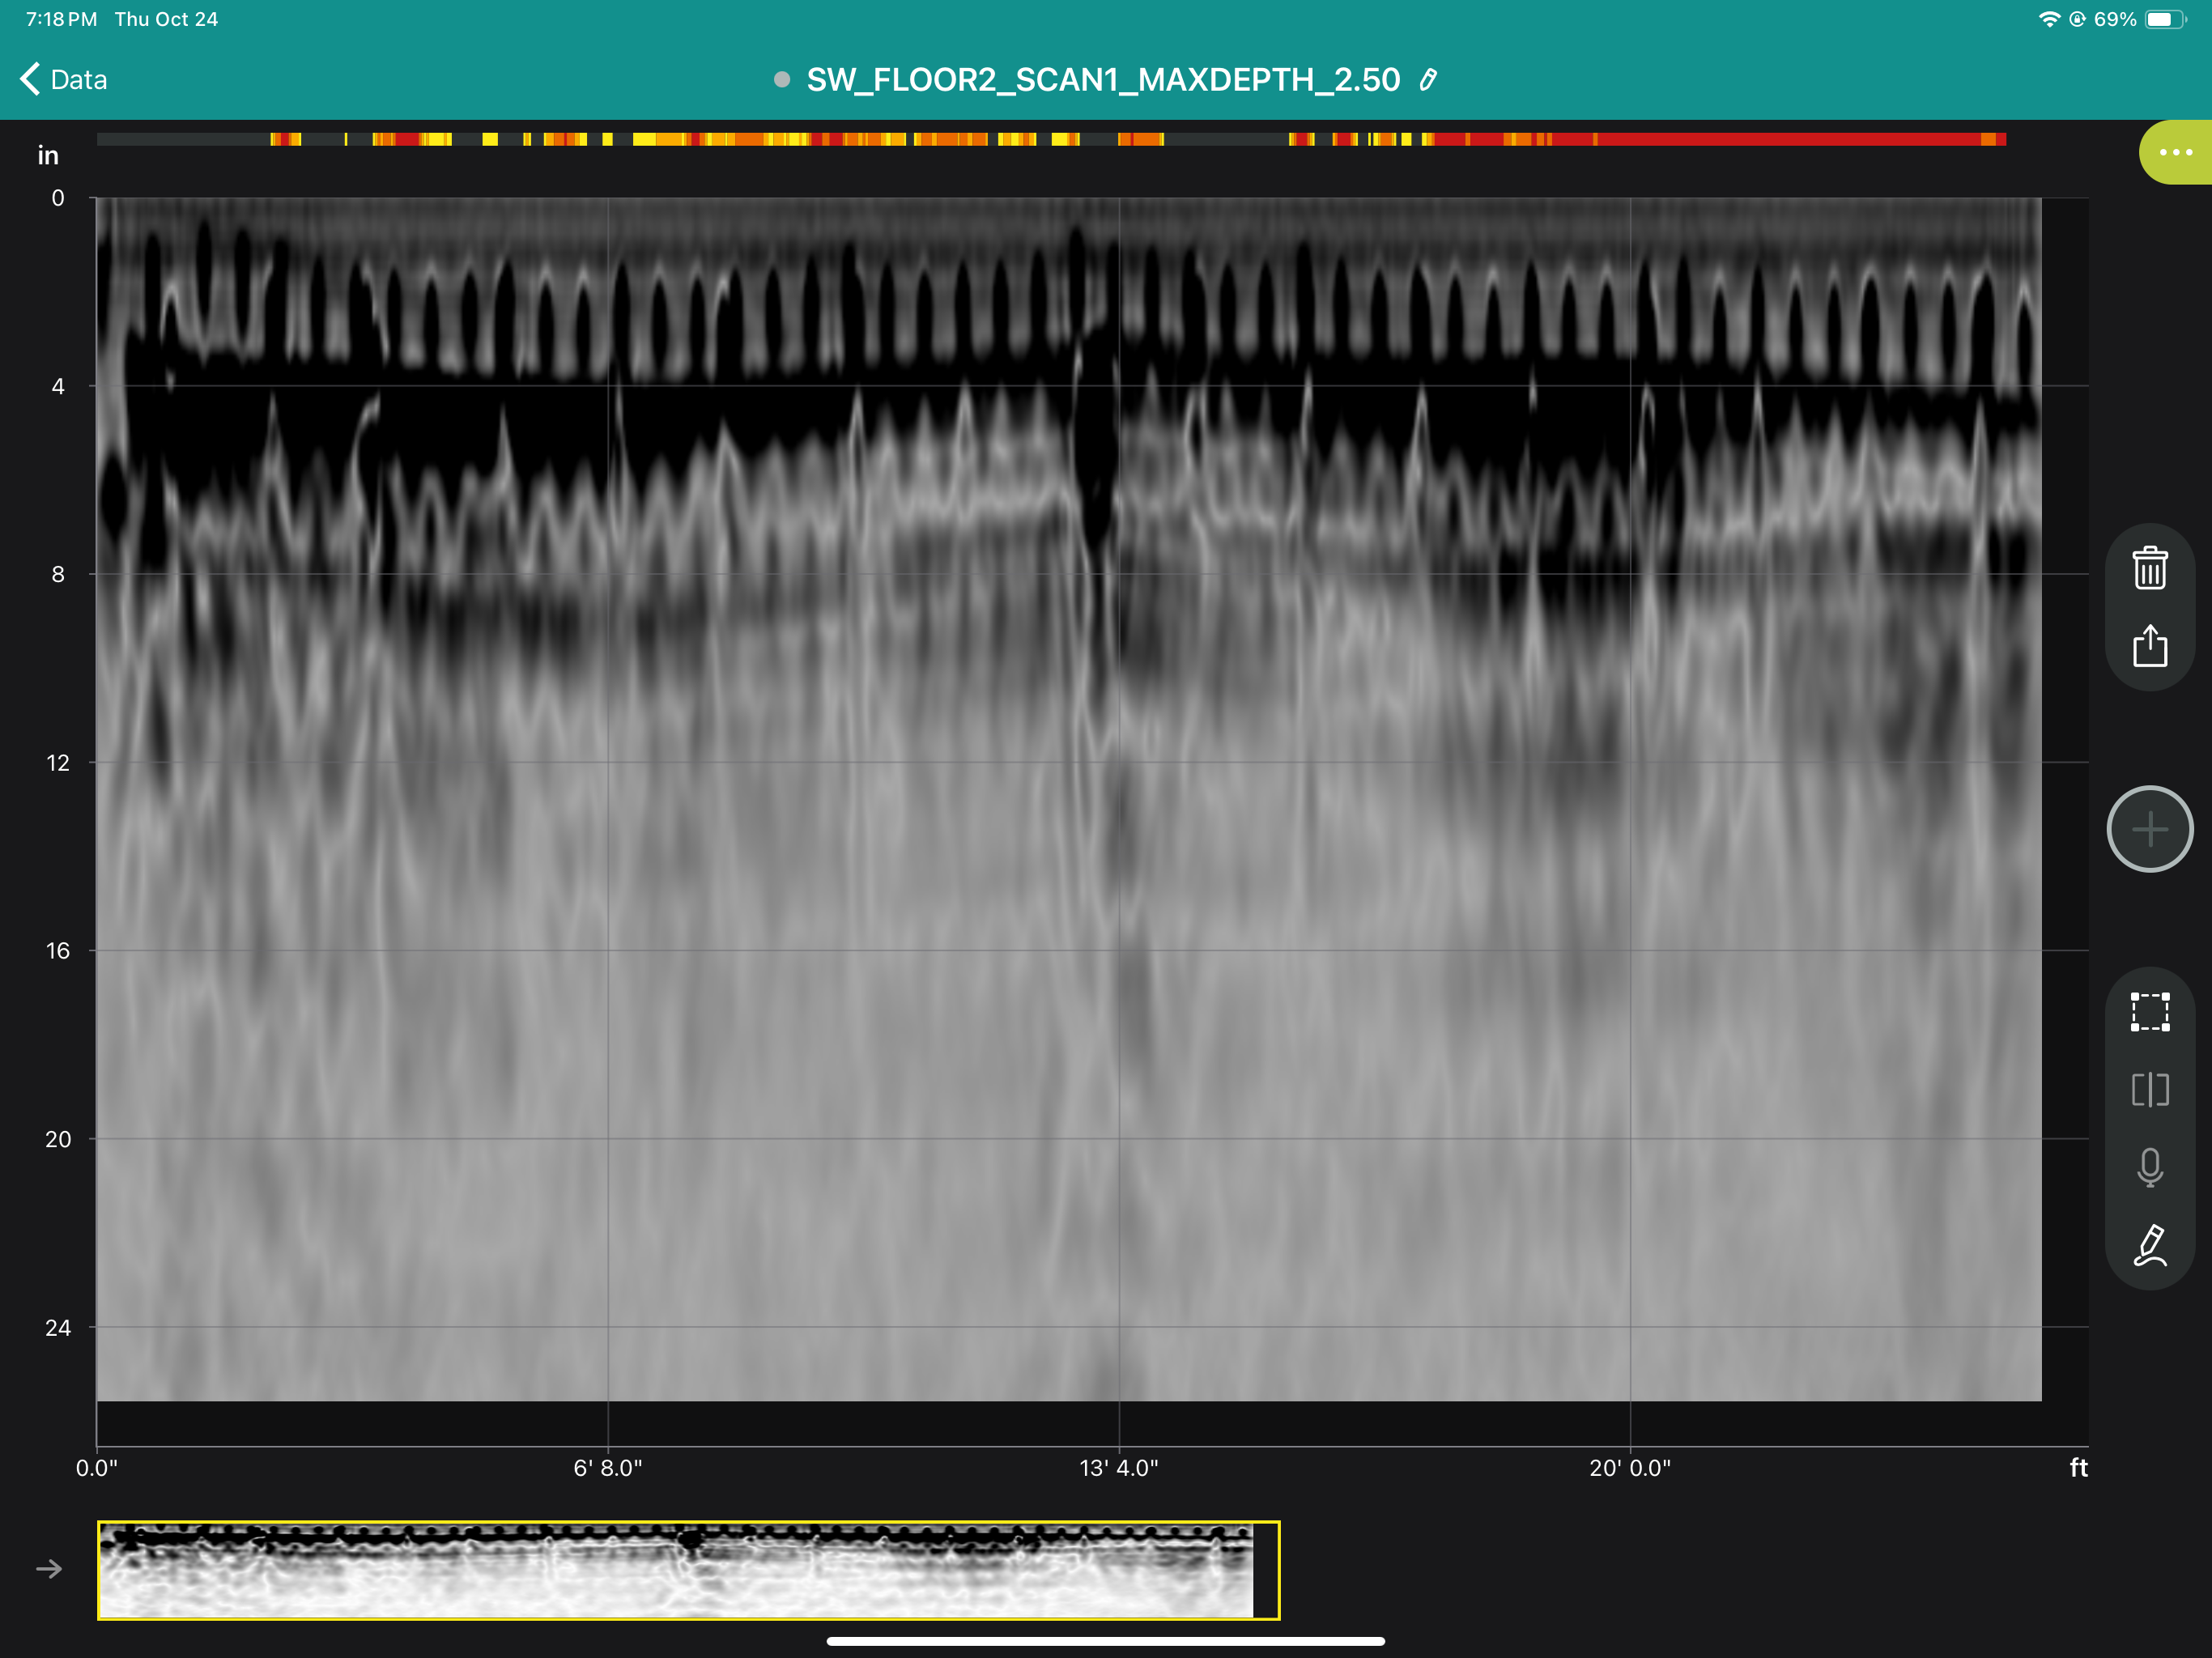 7:18 PM Thu Oct 24
69%
Data
SW_FLOOR2_SCAN1_MAXDEPTH_2.50
in
0
4
8
12
16
20
24
0.0"
6' 8.0"
13' 4.0"
20' 0.0"
ft